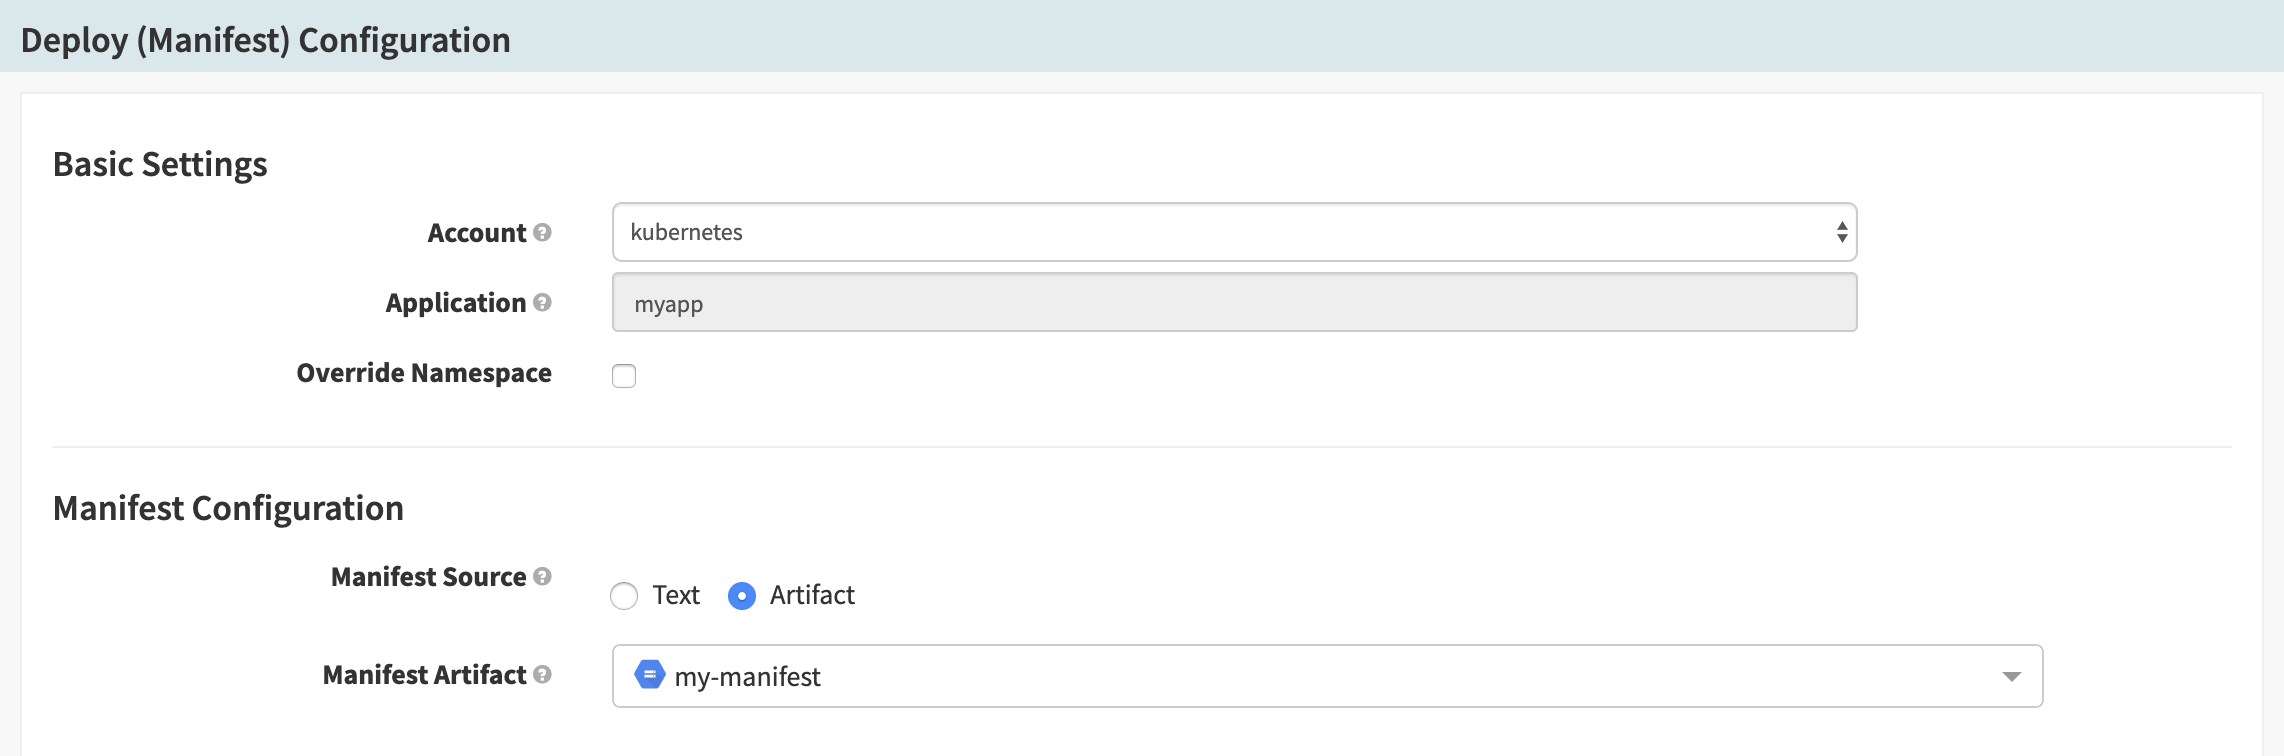 Deploy (Manifest) Configuration
Basic Settings
Account ?
kubernetes
Application ?
myapp
Override Namespace
Manifest Configuration
Manifest Source ?
Text Artifact
Manifest Artifact ?
my-manifest